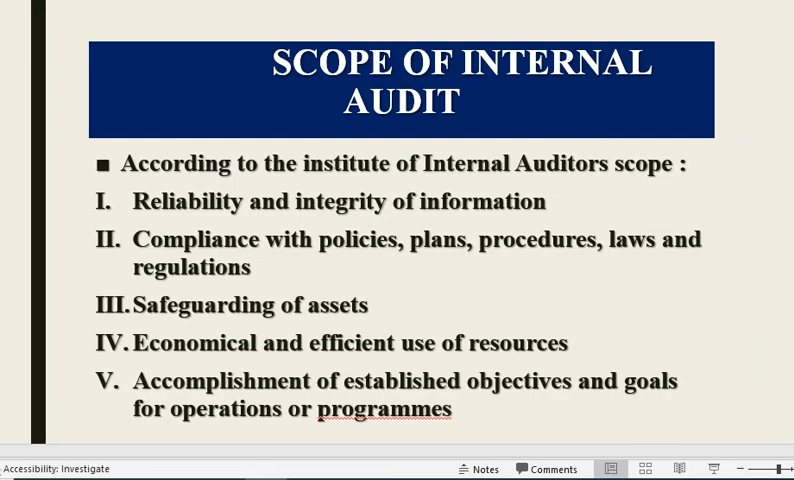 SCOPE OF INTERNAL
AUDIT
■ According to the institute of Internal Auditors scope :
I. Reliability and integrity of information
II. Compliance with policies, plans, procedures, laws and
regulations
III. Safeguarding of assets
IV. Economical and efficient use of resources
V. Accomplishment of established objectives and goals
for operations or programmes
Accessibility: Investigate
Notes
Comments